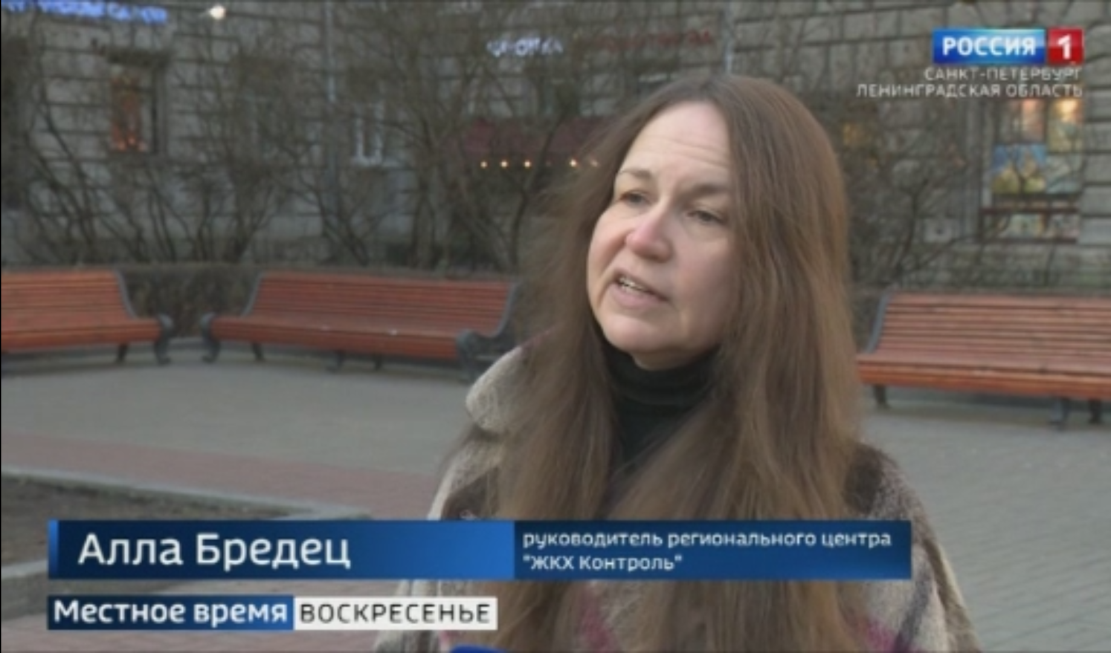 РОССИЯ 1
САНКТ-ПЕТЕРБУРГ
ЛЕНИНГРАДСКАЯ ОБЛАСТЬ
Алла Бредец
руководитель регионального центра
"ЖКХ Контроль"
Местное время ВОСКРЕСЕНЬЕ